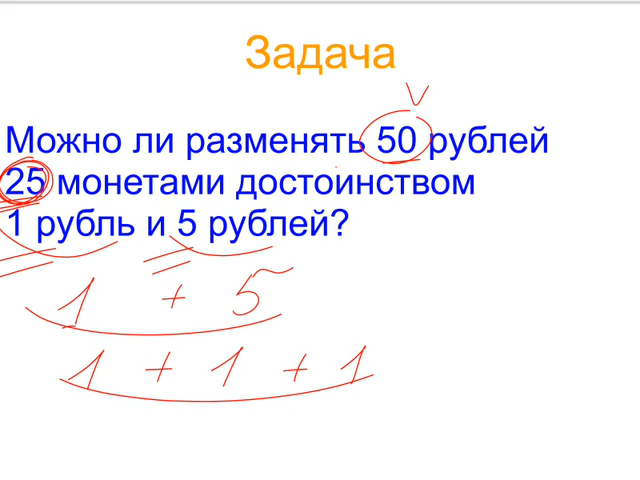 Задача
Можно ли разменять 50 рублей
25 монетами достоинством
1 рубль и 5 рублей?
1 + 5
1 + 1 + 1